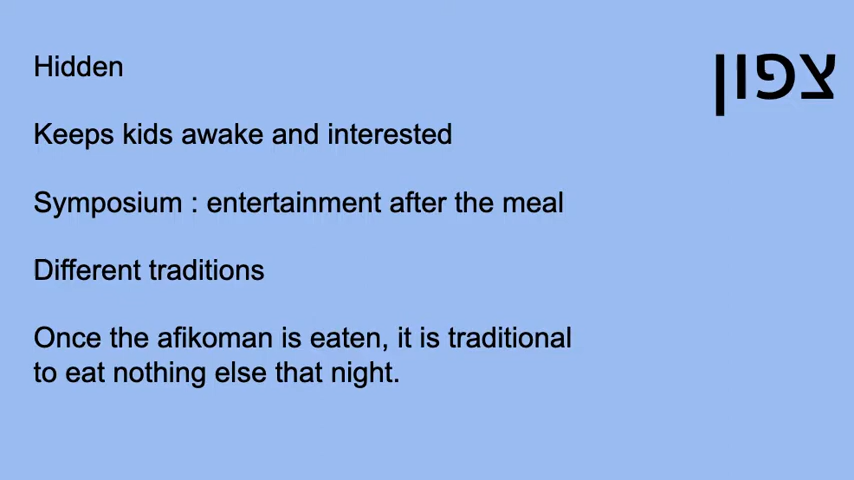 צפון
Hidden
Keeps kids awake and interested
Symposium : entertainment after the meal
Different traditions
Once the afikoman is eaten, it is traditional
to eat nothing else that night.